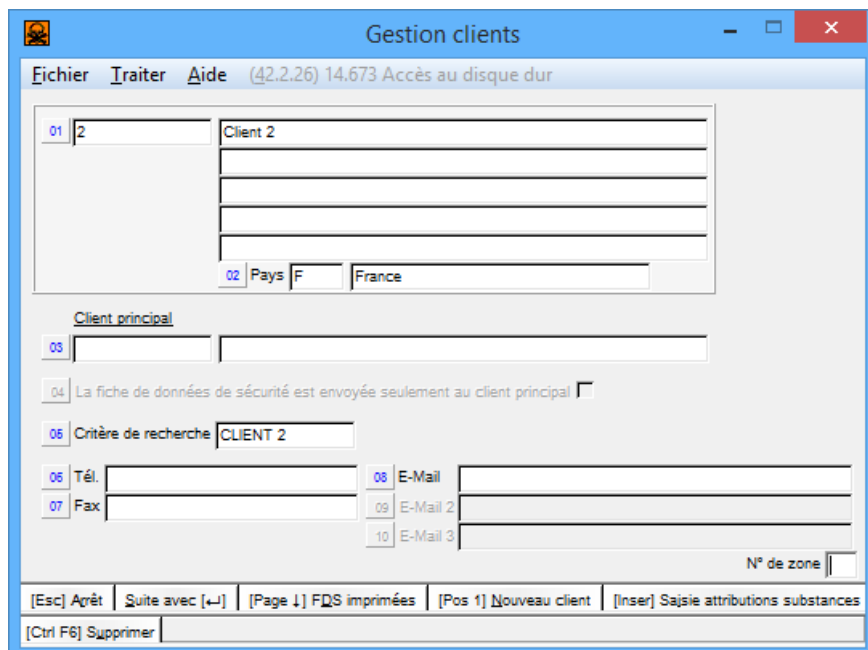 Gestion clients
Fichier Traiter Aide (42.2.26) 14.673 Accès au disque dur
01 2 Client 2
02 Pays F France
Client principal
03
04 La fiche de données de sécurité est envoyée seulement au client principal
05 Critère de recherche CLIENT 2
06 Tél. 08 E-Mail
07 Fax 09 E-Mail 2
10 E-Mail 3
N° de zone
[Esc] Arrêt Suite avec [↵] [Page ↓] FDS imprimées [Pos 1] Nouveau client [Inser] Sajsie attributions substances
[Ctrl F6] Supprimer